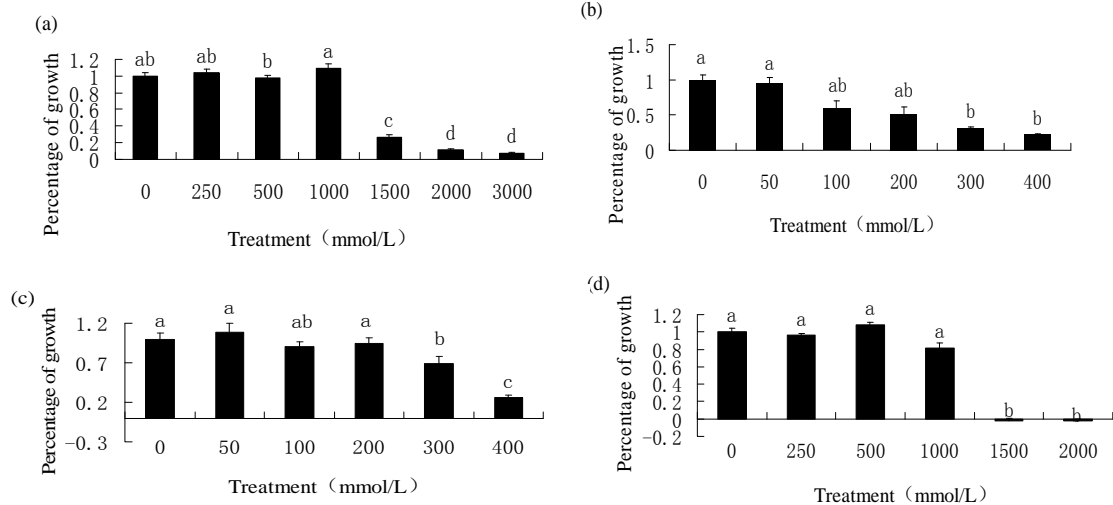 (a)
Percentage of growth
1.2
1
0.8
0.6
0.4
0.2
0
ab ab b a c d d
0 250 500 1000 1500 2000 3000
Treatment（mmol/L）
(b)
Percentage of growth
1.5
1
0.5
0
a a ab ab b b
0 50 100 200 300 400
Treatment（mmol/L）
(c)
Percentage of growth
1.2
0.7
0.2
-0.3
a a ab a b c
0 50 100 200 300 400
Treatment（mmol/L）
(d)
Percentage of growth
1.2
1
0.8
0.6
0.4
0.2
0
-0.2
a a a a b b
0 250 500 1000 1500 2000
Treatment（mmol/L）